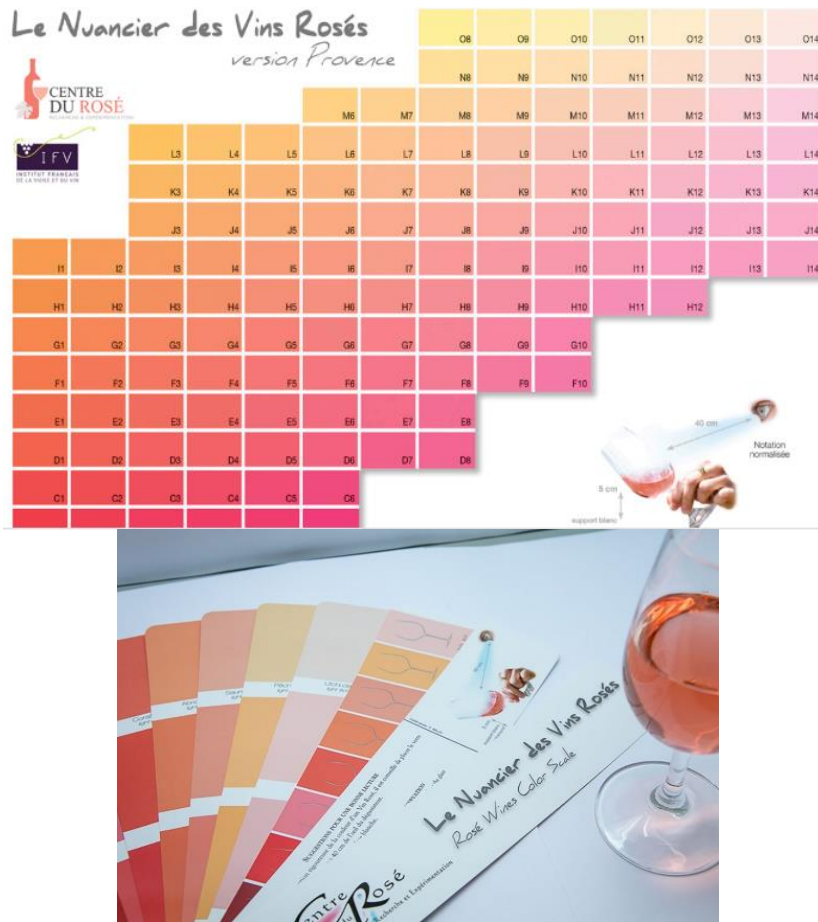 Le Nuancier des Vins Rosés
version Provence
CENTRE
DU ROSÉ
IFV
INSTITUT FRANÇAIS
DE LA VIGNE ET DU VIN
O8 O9 O10 O11 O12 O13 O14
N8 N9 N10 N11 N12 N13 N14
M6 M7 M8 M9 M10 M11 M12 M13 M14
L3 L4 L5 L6 L7 L8 L9 L10 L11 L12 L13 L14
K3 K4 K5 K6 K7 K8 K9 K10 K11 K12 K13 K14
J3 J4 J5 J6 J7 J8 J9 J10 J11 J12 J13 J14
I1 I2 I3 I4 I5 I6 I7 I8 I9 I10 I11 I12 I13 I14
H1 H2 H3 H4 H5 H6 H7 H8 H9 H10 H11 H12
G1 G2 G3 G4 G5 G6 G7 G8 G9 G10
F1 F2 F3 F4 F5 F6 F7 F8 F9 F10
E1 E2 E3 E4 E5 E6 E7 E8
D1 D2 D3 D4 D5 D6 D7 D8
C1 C2 C3 C4 C5 C6
40 cm
Notation
normalisée
5 cm
support blanc
SUGGESTIONS POUR UNE BONNE LECTURE
Le Nuancier des Vins Rosés
Rosé Wines Color Scale
Centre
du
Rosé
Recherche et Expérimentation